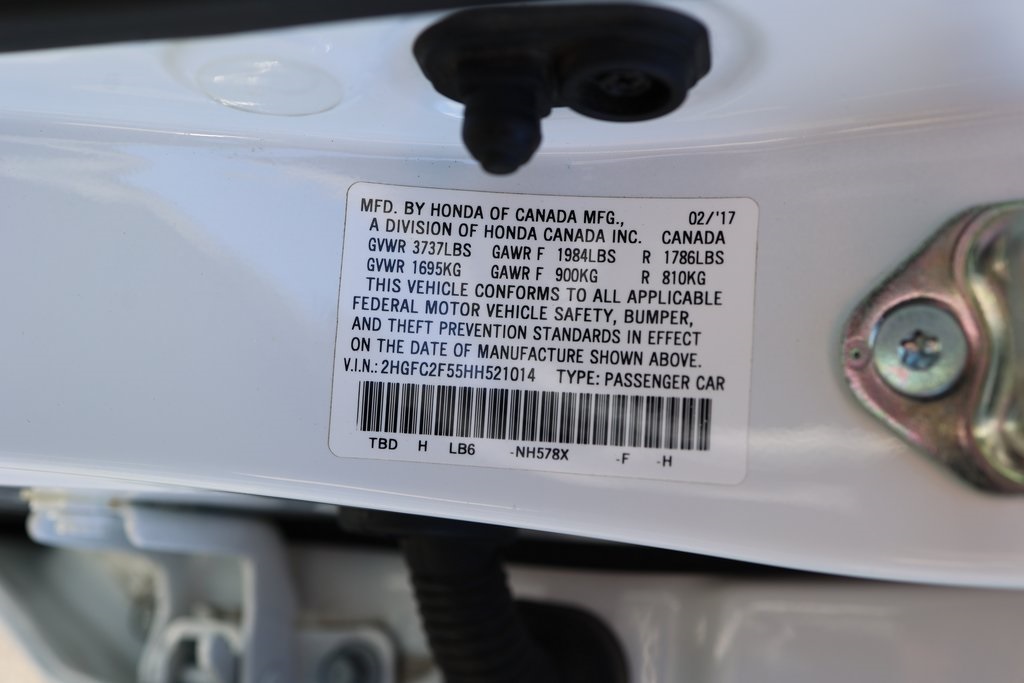 MFD. BY HONDA OF CANADA MFG., 02/'17
A DIVISION OF HONDA CANADA INC. CANADA
GVWR 3737LBS GAWR F 1984LBS R 1786LBS
GVWR 1695KG GAWR F 900KG R 810KG
THIS VEHICLE CONFORMS TO ALL APPLICABLE
FEDERAL MOTOR VEHICLE SAFETY, BUMPER,
AND THEFT PREVENTION STANDARDS IN EFFECT
ON THE DATE OF MANUFACTURE SHOWN ABOVE.
V.I.N.: 2HGFC2F55HH521014 TYPE: PASSENGER CAR
TBD H LB6 -NH578X -F -H